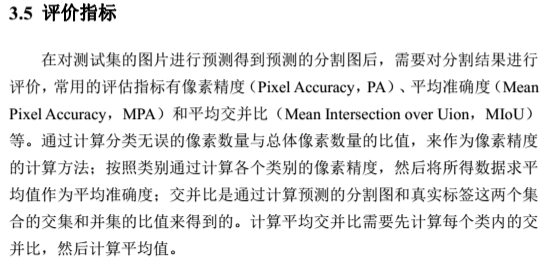 3.5 评价指标
在对测试集的图片进行预测得到预测的分割图后，需要对分割结果进行
评价，常用的评估指标有像素精度（Pixel Accuracy，PA）、平均准确度（Mean
Pixel Accuracy，MPA）和平均交并比（Mean Intersection over Uion，MIoU）
等。通过计算分类无误的像素数量与总体像素数量的比值，来作为像素精度
的计算方法；按照类别通过计算各个类别的像素精度，然后将所得数据求平
均值作为平均准确度；交并比是通过计算预测的分割图和真实标签这两个集
合的交集和并集的比值来得到的。计算平均交并比需要先计算每个类内的交
并比，然后计算平均值。